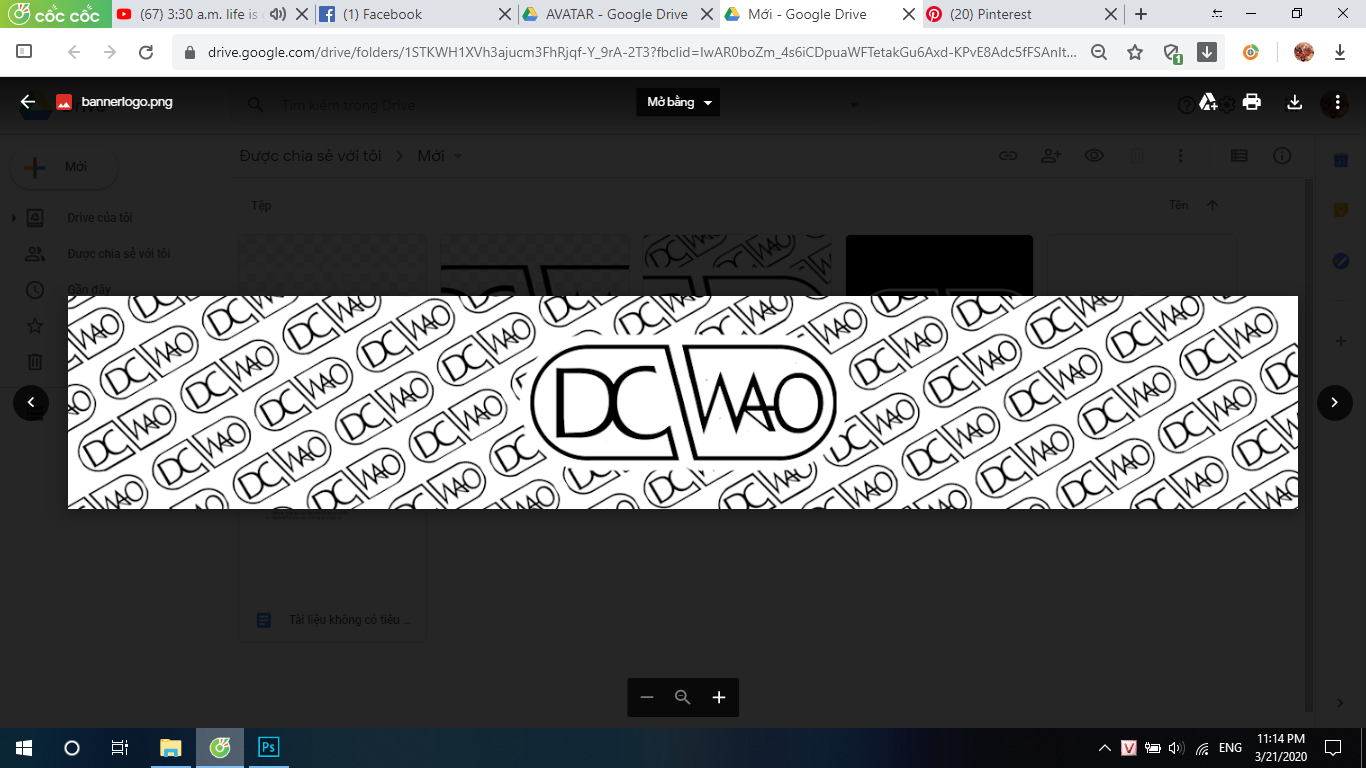 cốc cốc
(67) 3:30 a.m. life is
(1) Facebook
AVATAR - Google Drive
Mới - Google Drive
(20) Pinterest
drive.google.com/drive/folders/1STKWH1XVh3ajucm3FhRjqf-Y_9rA-2T3?fbclid=IwAR0boZm_4s6iCDpuaWFTetakGu6Axd-KPvE8Adc5fFSAnIt...
1
bannerlogo.png
Tìm kiếm trong Drive
Mở bằng
Mới
Được chia sẻ với tôi > Mới
Drive của tôi
Được chia sẻ với tôi
Gần đây
Tệp
Tên
DC WAO
Tài liệu không có tiêu ...
Ps
V
ENG
11:14 PM
3/21/2020